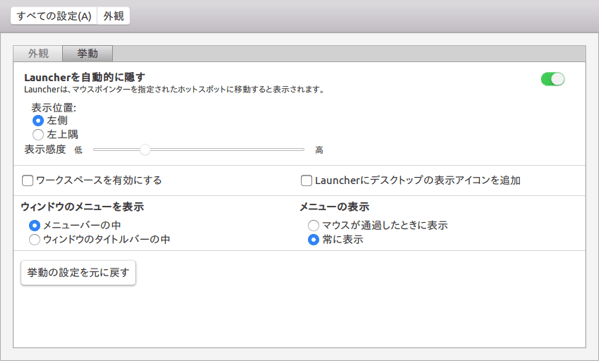 すべての設定(A) 外観
外観 挙動
Launcherを自動的に隠す
Launcherは、マウスポインターを指定されたホットスポットに移動すると表示されます。
表示位置:
左側
左上隅
表示感度 低 高
ワークスペースを有効にする Launcherにデスクトップの表示アイコンを追加
ウィンドウのメニューを表示 メニューの表示
メニューバーの中 マウスが通過したときに表示
ウィンドウのタイトルバーの中 常に表示
挙動の設定を元に戻す